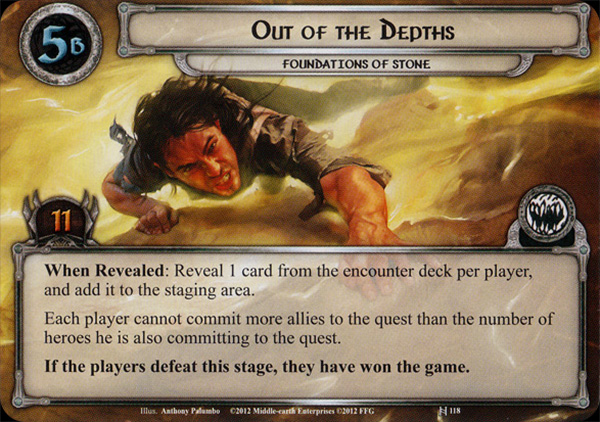 5B
OUT OF THE DEPTHS
FOUNDATIONS OF STONE
11
When Revealed: Reveal 1 card from the encounter deck per player,
and add it to the staging area.
Each player cannot commit more allies to the quest than the number of
heroes he is also committing to the quest.
If the players defeat this stage, they have won the game.
Illus. Anthony Palumbo ©2012 Middle-earth Enterprises ©2012 FFG 118